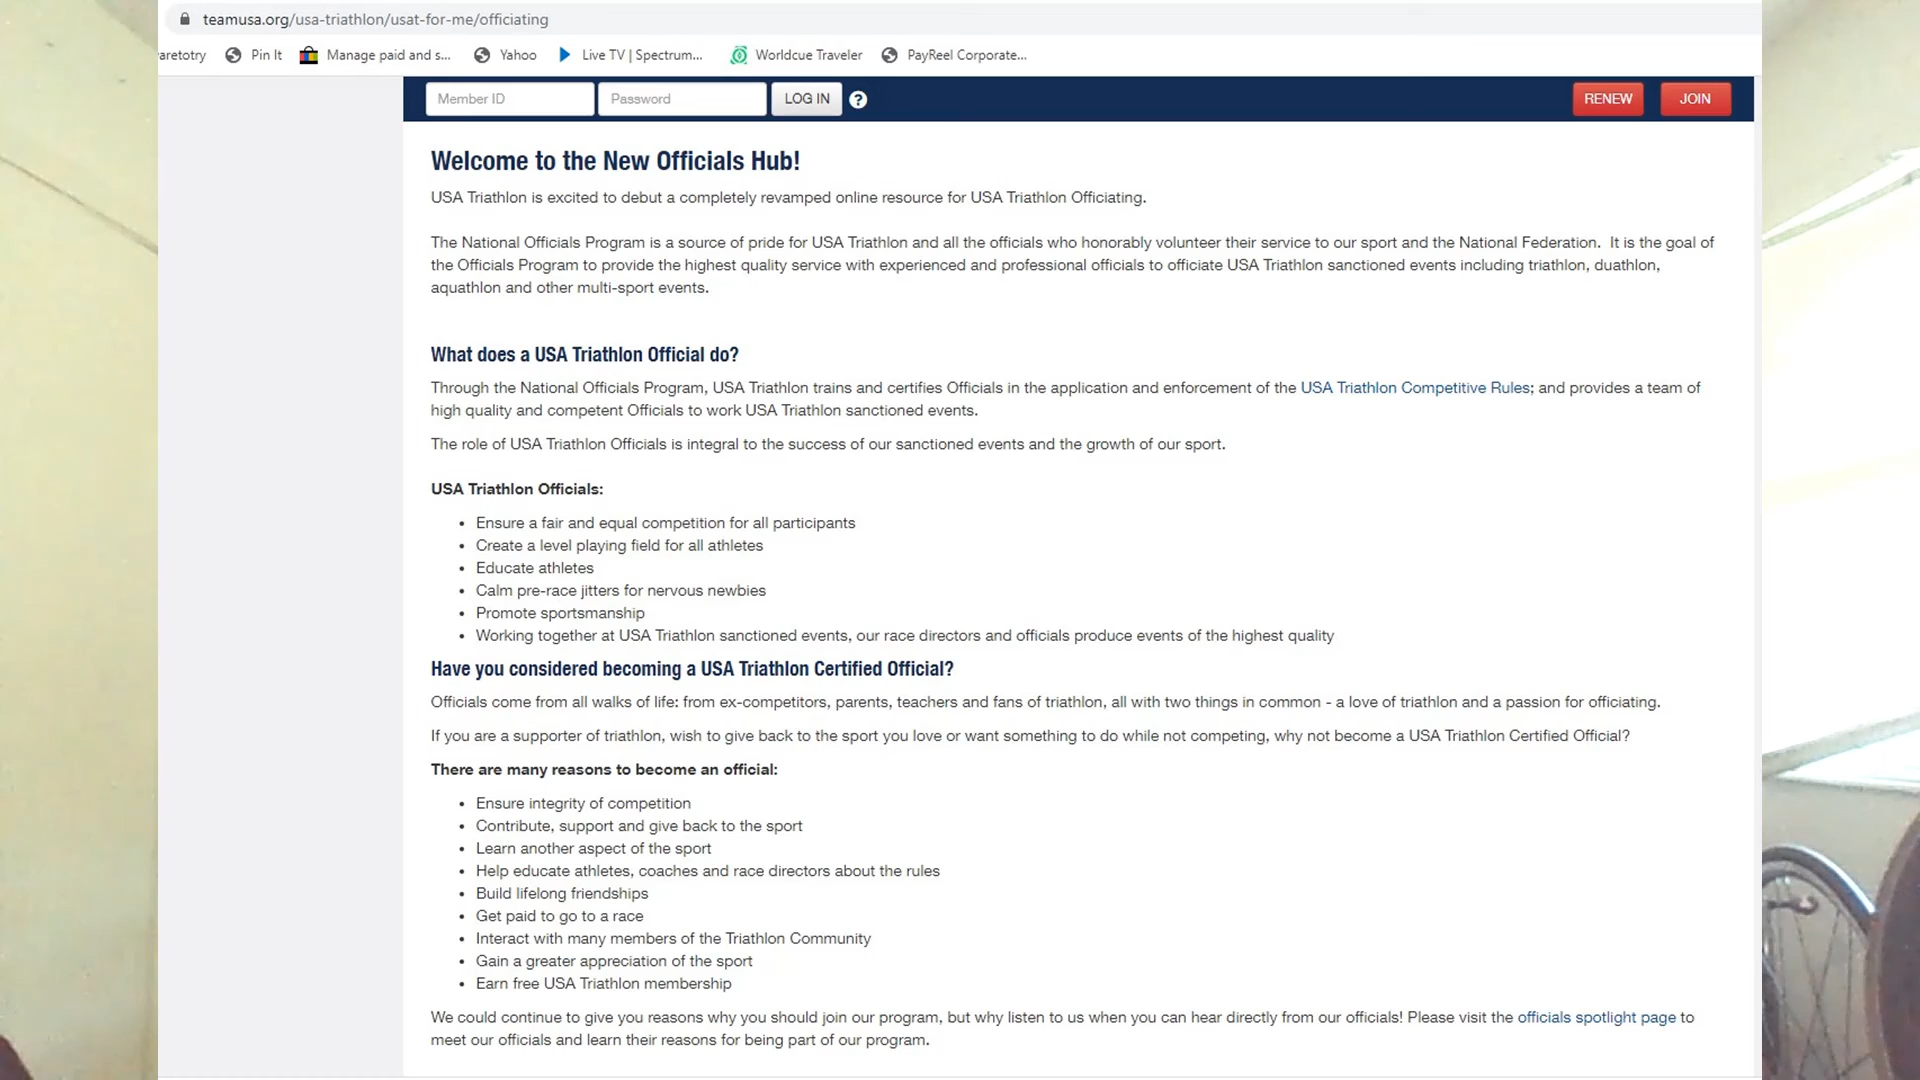 teamusa.org/usa-triathlon/usat-for-me/officiating
aretotry Pin It Manage paid and s... Yahoo Live TV | Spectrum... Worldcue Traveler PayReel Corporate...
Member ID Password LOG IN ? RENEW JOIN
Welcome to the New Officials Hub!
USA Triathlon is excited to debut a completely revamped online resource for USA Triathlon Officiating.
The National Officials Program is a source of pride for USA Triathlon and all the officials who honorably volunteer their service to our sport and the National Federation. It is the goal of
the Officials Program to provide the highest quality service with experienced and professional officials to officiate USA Triathlon sanctioned events including triathlon, duathlon,
aquathlon and other multi-sport events.
What does a USA Triathlon Official do?
Through the National Officials Program, USA Triathlon trains and certifies Officials in the application and enforcement of the USA Triathlon Competitive Rules; and provides a team of
high quality and competent Officials to work USA Triathlon sanctioned events.
The role of USA Triathlon Officials is integral to the success of our sanctioned events and the growth of our sport.
USA Triathlon Officials:
• Ensure a fair and equal competition for all participants
• Create a level playing field for all athletes
• Educate athletes
• Calm pre-race jitters for nervous newbies
• Promote sportsmanship
• Working together at USA Triathlon sanctioned events, our race directors and officials produce events of the highest quality
Have you considered becoming a USA Triathlon Certified Official?
Officials come from all walks of life: from ex-competitors, parents, teachers and fans of triathlon, all with two things in common - a love of triathlon and a passion for officiating.
If you are a supporter of triathlon, wish to give back to the sport you love or want something to do while not competing, why not become a USA Triathlon Certified Official?
There are many reasons to become an official:
• Ensure integrity of competition
• Contribute, support and give back to the sport
• Learn another aspect of the sport
• Help educate athletes, coaches and race directors about the rules
• Build lifelong friendships
• Get paid to go to a race
• Interact with many members of the Triathlon Community
• Gain a greater appreciation of the sport
• Earn free USA Triathlon membership
We could continue to give you reasons why you should join our program, but why listen to us when you can hear directly from our officials! Please visit the officials spotlight page to
meet our officials and learn their reasons for being part of our program.